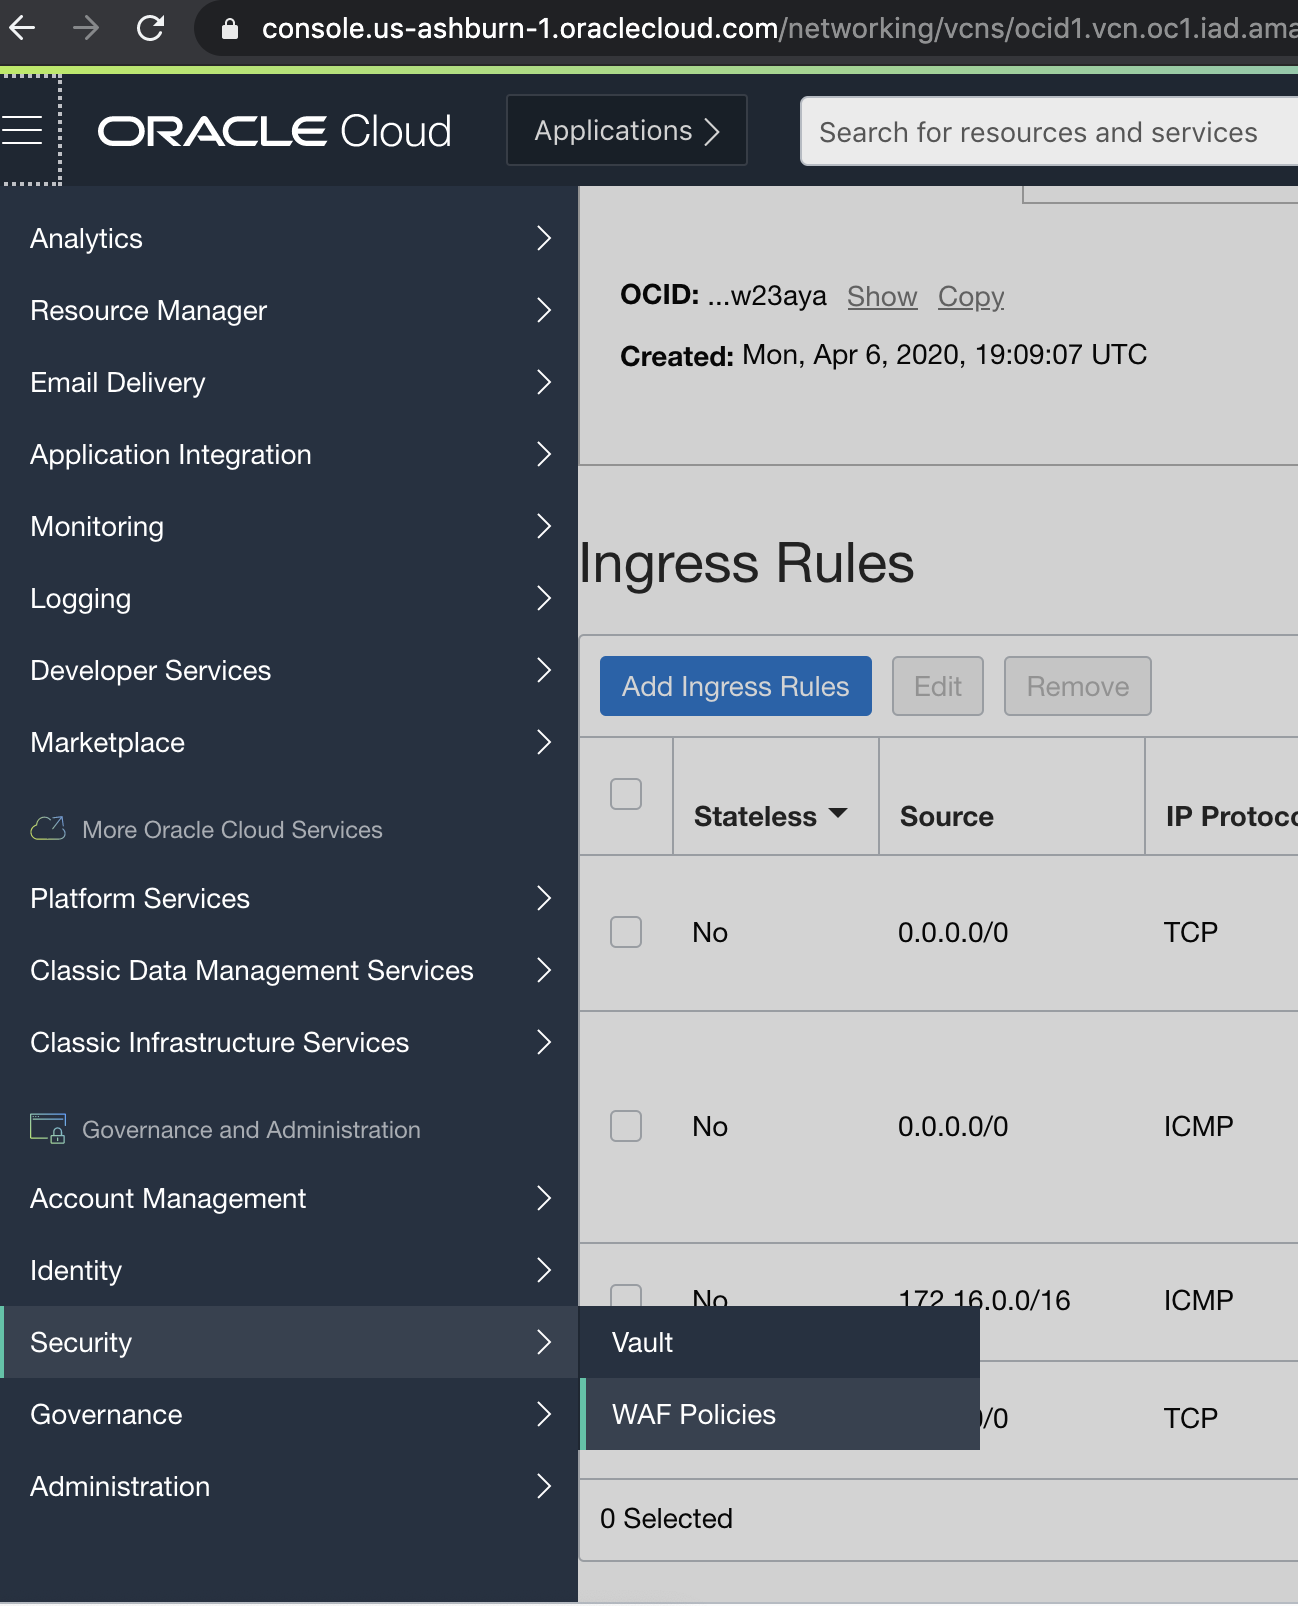 console.us-ashburn-1.oraclecloud.com/networking/vcns/ocid1.vcn.oc1.iad.ama
ORACLE Cloud
Applications
Search for resources and services
Analytics
Resource Manager
Email Delivery
Application Integration
Monitoring
Logging
Developer Services
Marketplace
More Oracle Cloud Services
Platform Services
Classic Data Management Services
Classic Infrastructure Services
Governance and Administration
Account Management
Identity
Security
Governance
Administration
Vault
WAF Policies
OCID: ...w23aya Show Copy
Created: Mon, Apr 6, 2020, 19:09:07 UTC
Ingress Rules
Add Ingress Rules Edit Remove
Stateless Source IP Protoco
No 0.0.0.0/0 TCP
No 0.0.0.0/0 ICMP
No 172.16.0.0/16 ICMP
/0 TCP
0 Selected